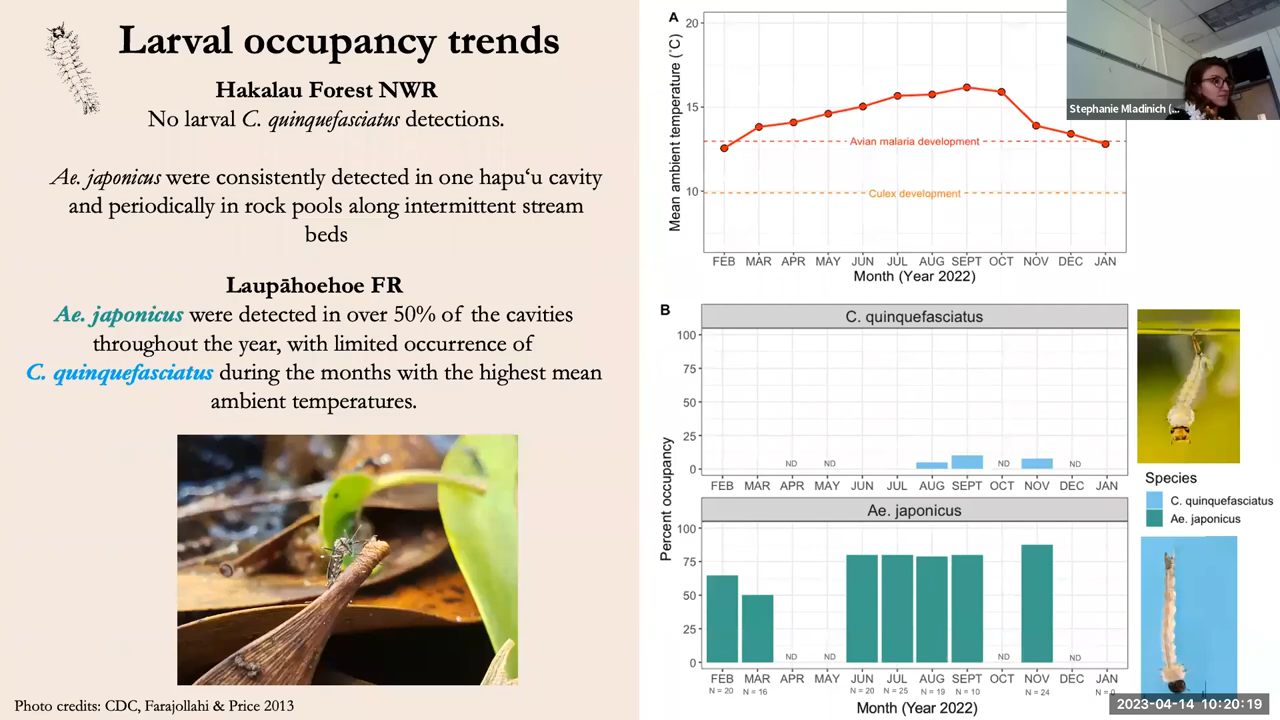 Larval occupancy trends
Hakalau Forest NWR
No larval C. quinquefasciatus detections.
Ae. japonicus were consistently detected in one hapu‘u cavity
and periodically in rock pools along intermittent stream
beds
Laupāhoehoe FR
Ae. japonicus were detected in over 50% of the cavities
throughout the year, with limited occurrence of
C. quinquefasciatus during the months with the highest mean
ambient temperatures.
Photo credits: CDC, Farajollahi & Price 2013
A
Mean ambient temperature (°C)
20
15
10
Avian malaria development
Culex development
FEB MAR APR MAY JUN JUL AUG SEPT OCT NOV DEC JAN
Month (Year 2022)
Stephanie Mladinich (...
B
Percent occupancy
C. quinquefasciatus
100
75
50
25
0
ND ND ND ND
FEB MAR APR MAY JUN JUL AUG SEPT OCT NOV DEC JAN
Ae. japonicus
100
75
50
25
0
ND ND ND ND
FEB MAR APR MAY JUN JUL AUG SEPT OCT NOV DEC JAN
N = 20 N = 16 N = 20 N = 25 N = 19 N = 10 N = 24 N = 0
Month (Year 2022)
Species
C. quinquefasciatus
Ae. japonicus
2023-04-14 10:20:19